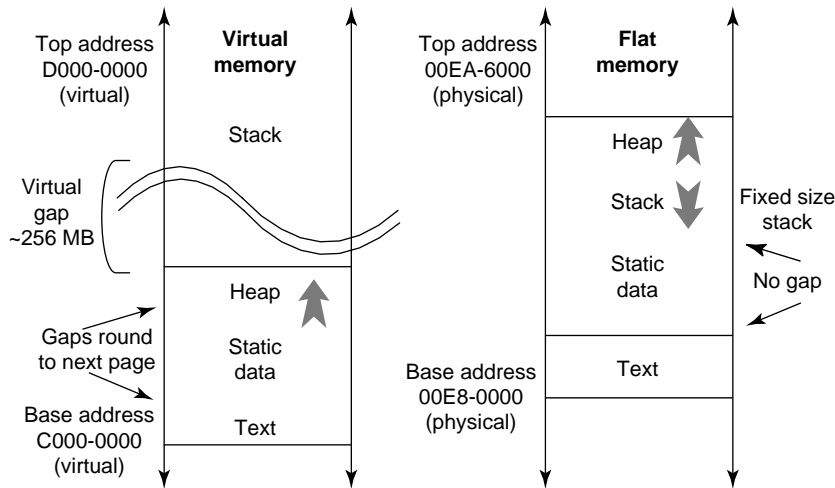 Top address
D000-0000
(virtual)
Virtual
memory
Stack
Virtual
gap
~256 MB
Heap
Gaps round
to next page
Static
data
Base address
C000-0000
(virtual)
Text
Top address
00EA-6000
(physical)
Flat
memory
Heap
Stack
Fixed size
stack
Static
data
No gap
Base address
00E8-0000
(physical)
Text